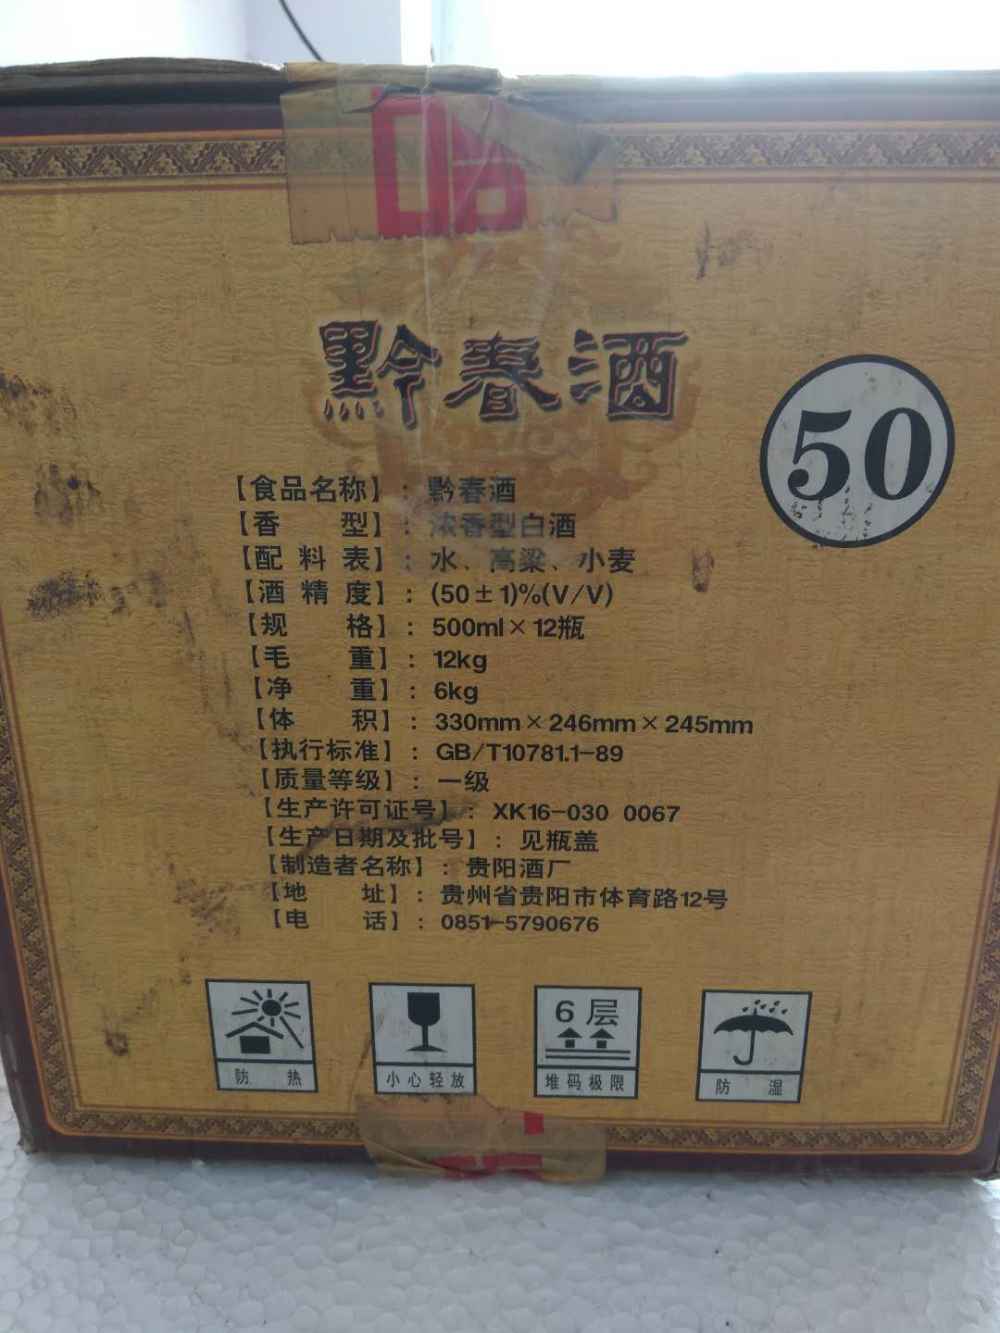 黔春酒
50
【食品名称】：黔春酒
【香 型】：浓香型白酒
【配 料 表】：水、高粱、小麦
【酒 精 度】：(50±1)%(V/V)
【规 格】：500ml×12瓶
【毛 重】：12kg
【净 重】：6kg
【体 积】：330mm×246mm×245mm
【执行标准】：GB/T10781.1-89
【质量等级】：一级
【生产许可证号】：XK16-030 0067
【生产日期及批号】：见瓶盖
【制造者名称】：贵阳酒厂
【地 址】：贵州省贵阳市体育路12号
【电 话】：0851-5790676
6层
防 热
小心轻放
堆码极限
防 湿